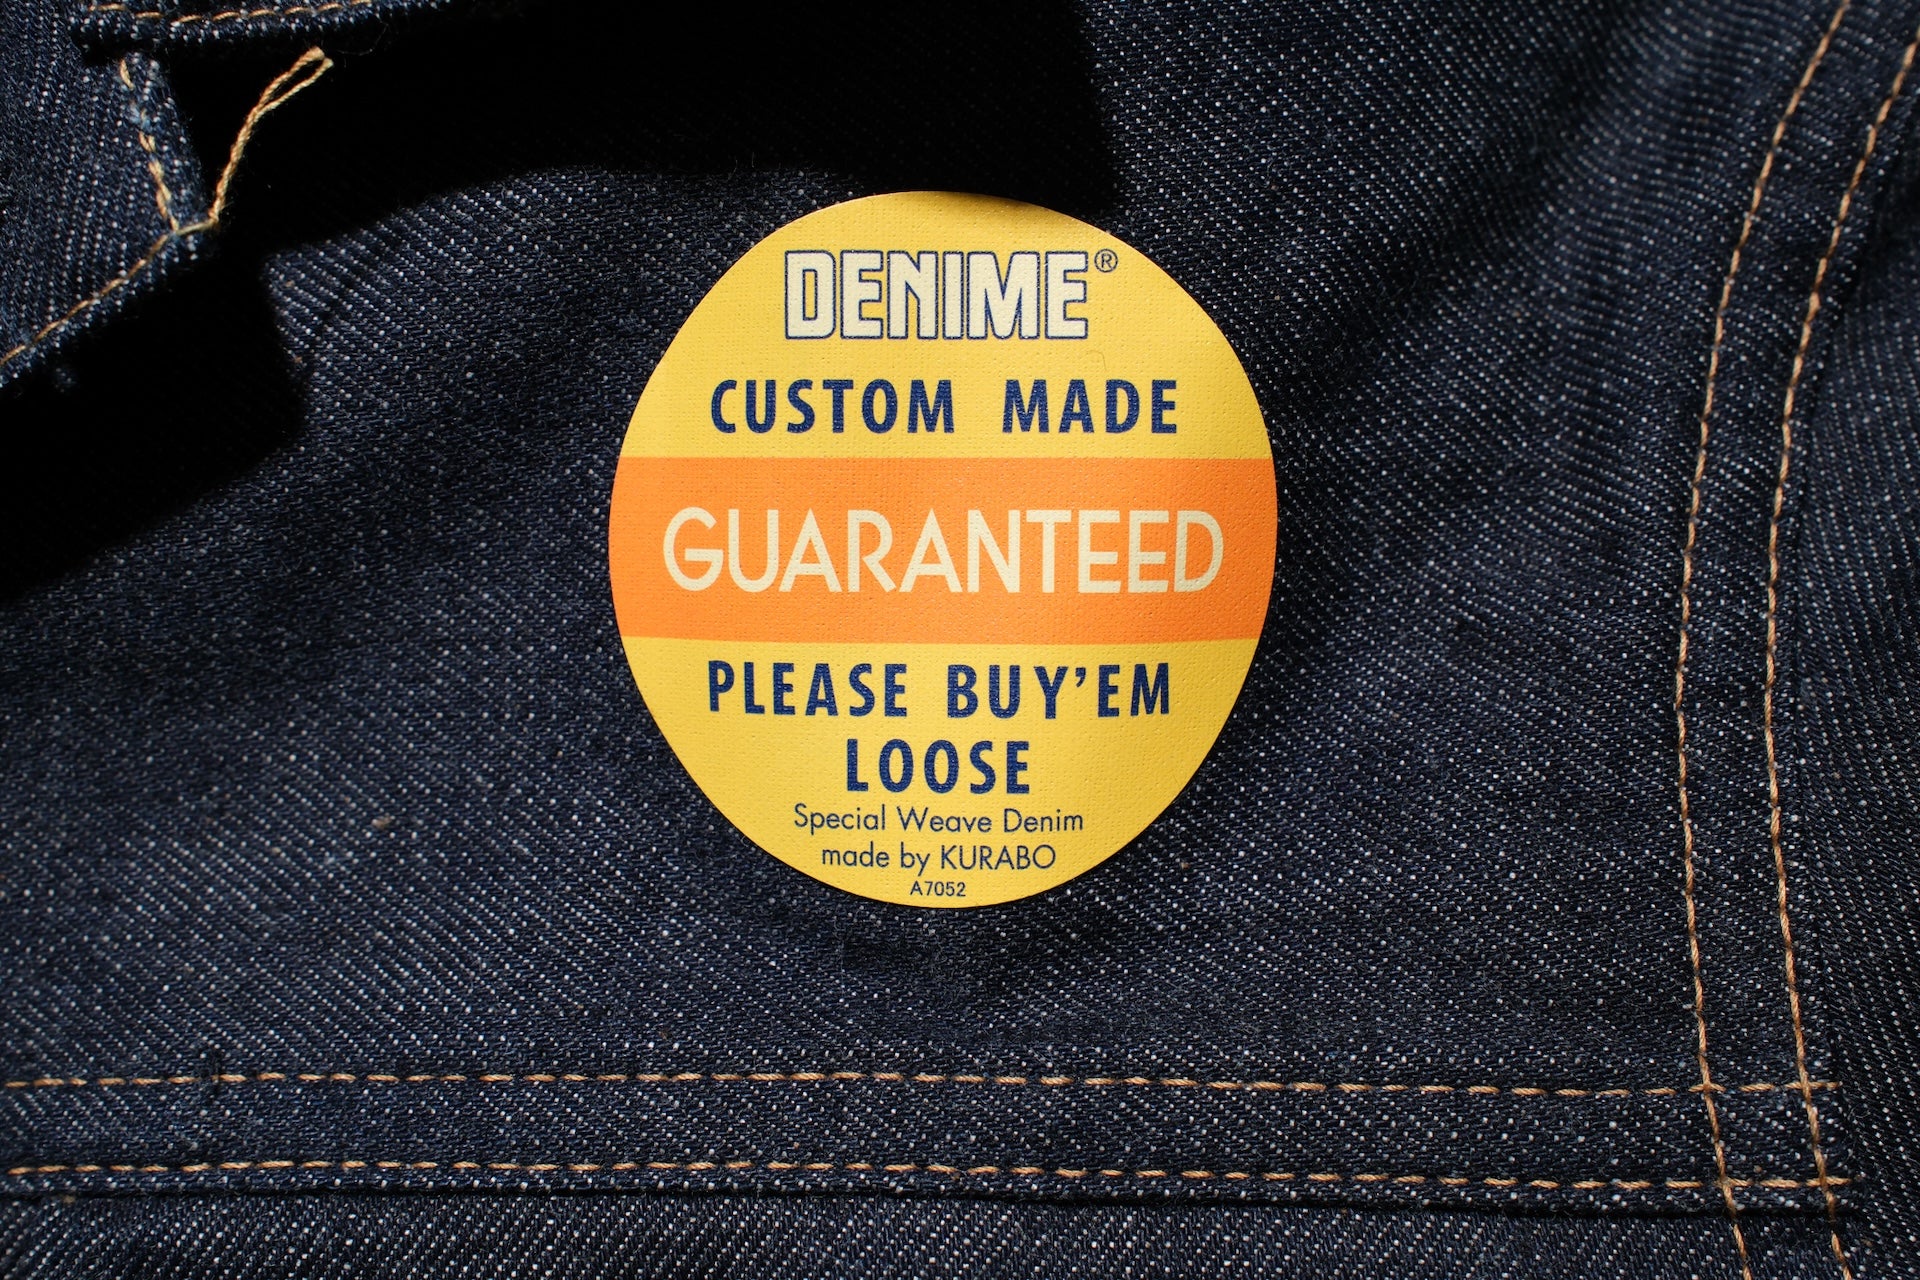 DENIME®
CUSTOM MADE
GUARANTEED
PLEASE BUY'EM
LOOSE
Special Weave Denim
made by KURABO
A7052